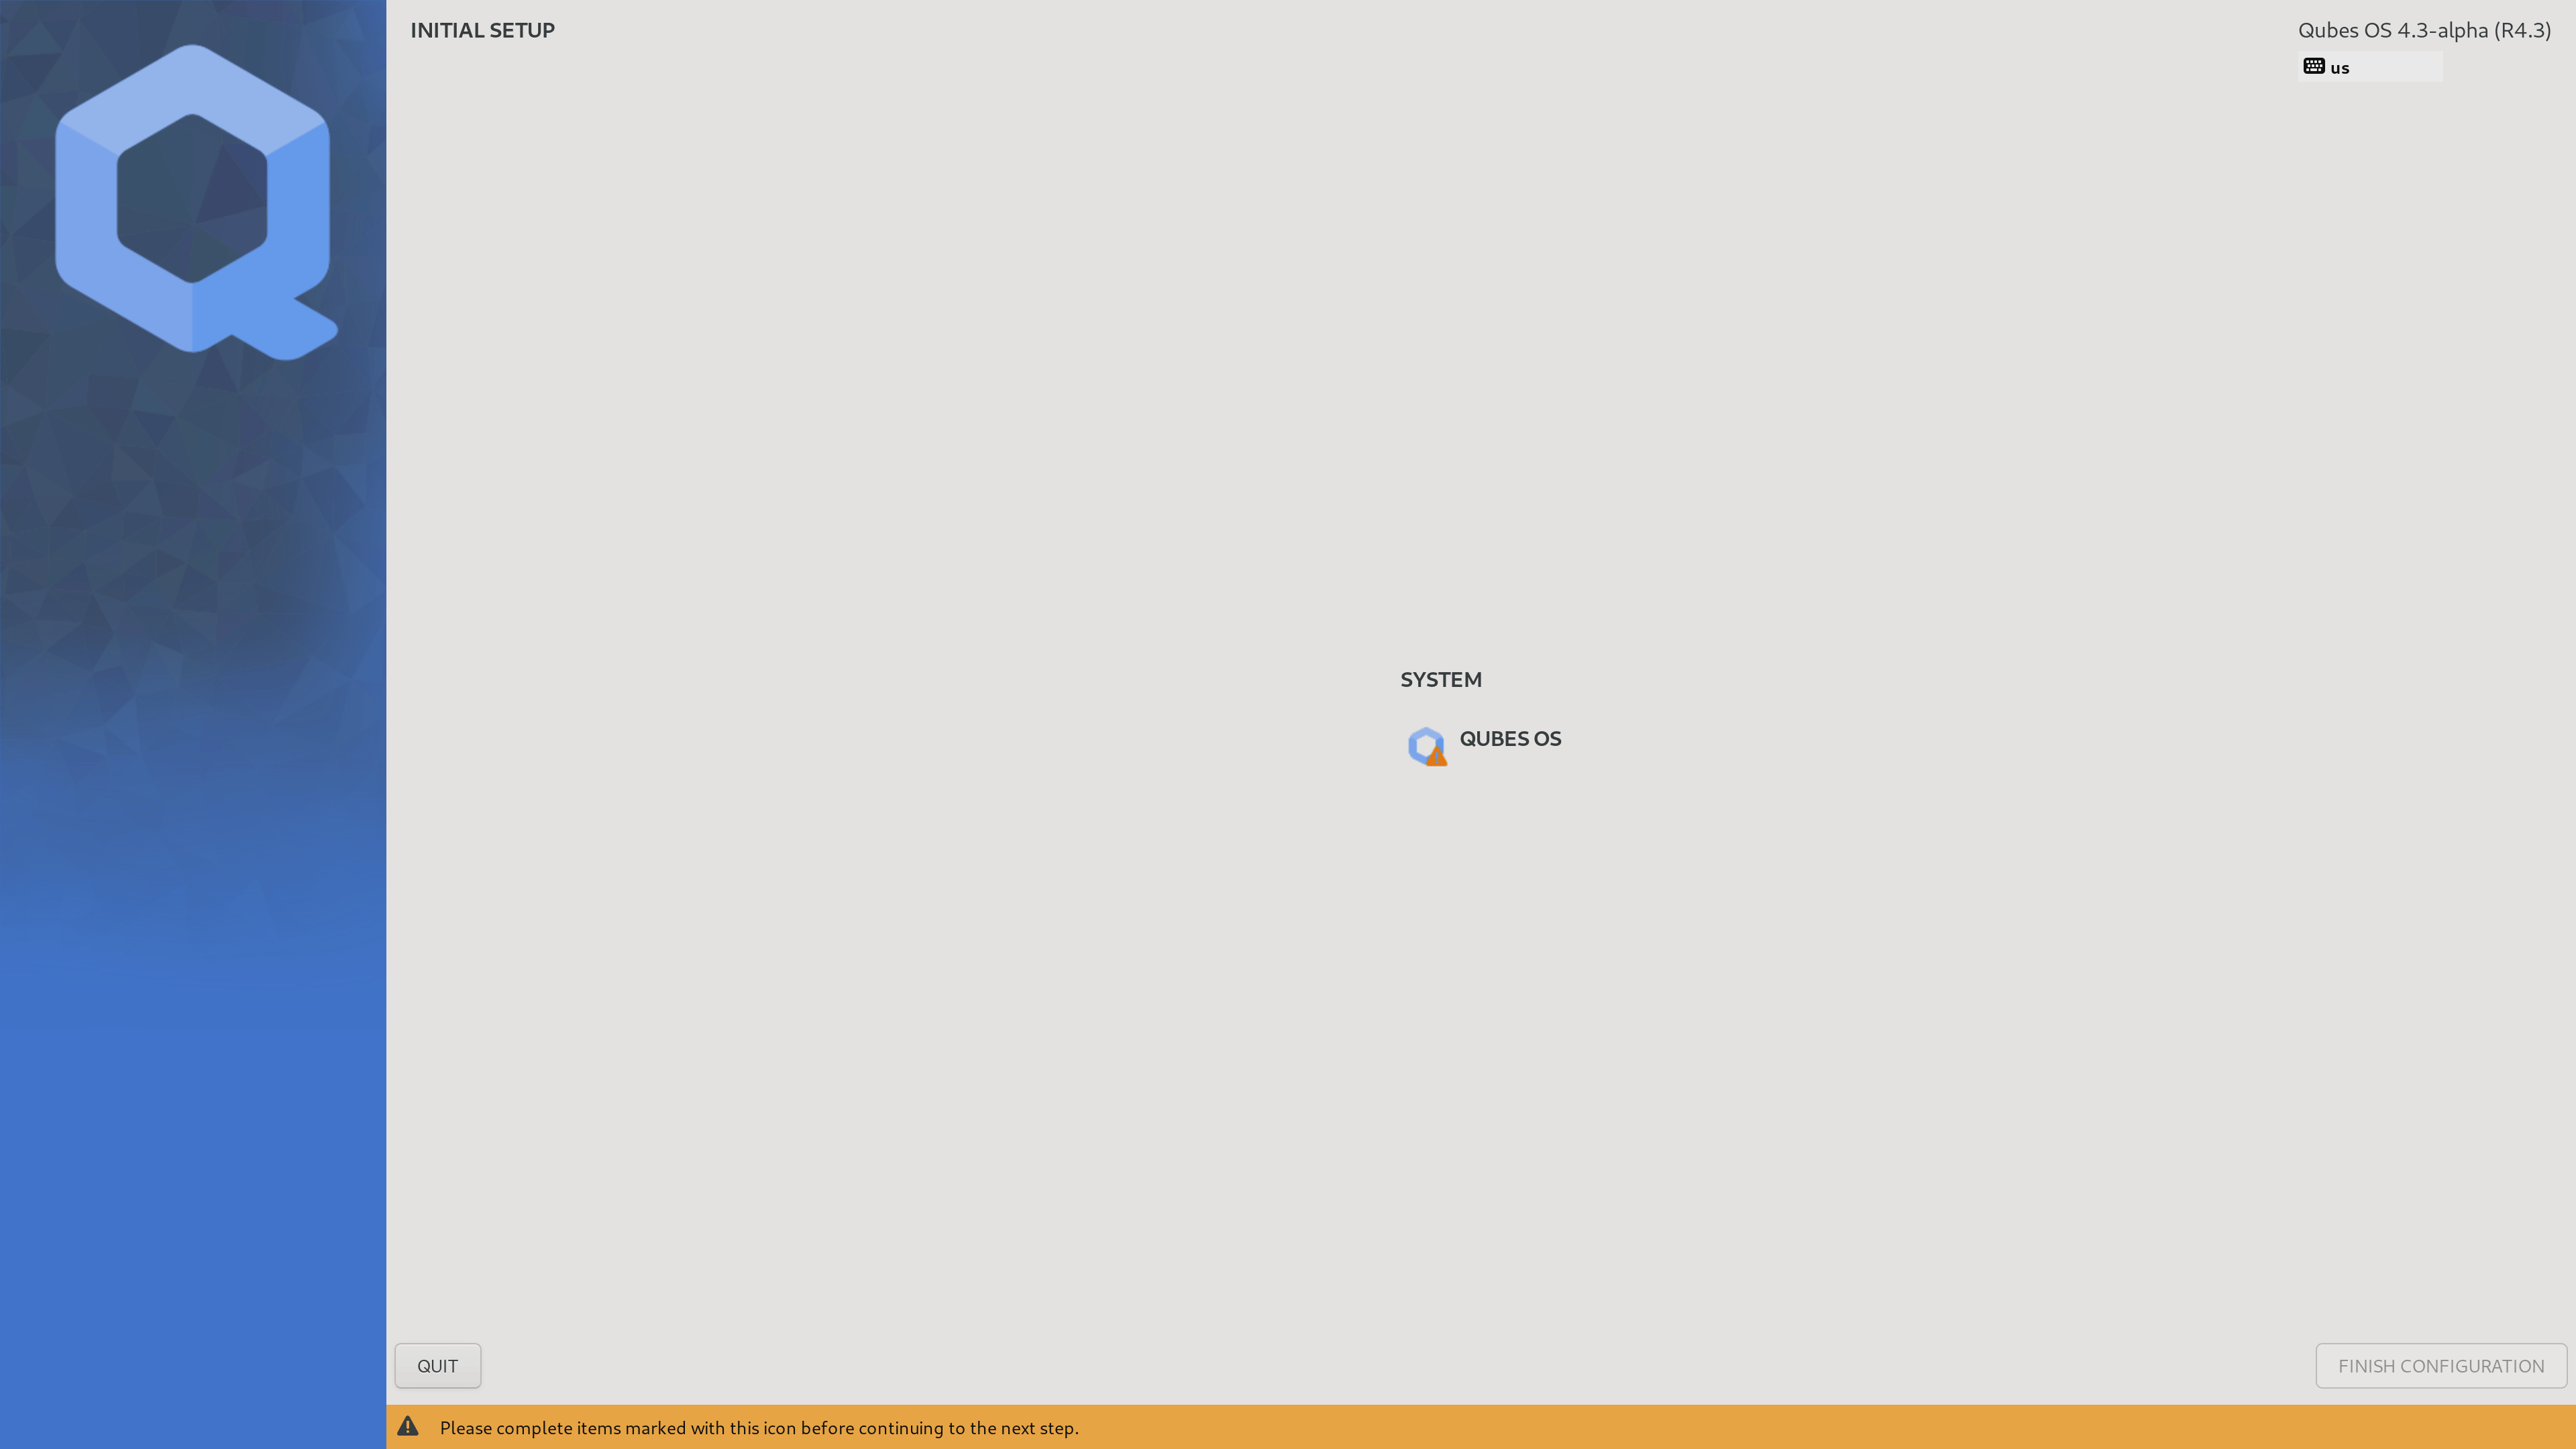 INITIAL SETUP
Qubes OS 4.3-alpha (R4.3)
us
SYSTEM
QUBES OS
QUIT
FINISH CONFIGURATION
Please complete items marked with this icon before continuing to the next step.